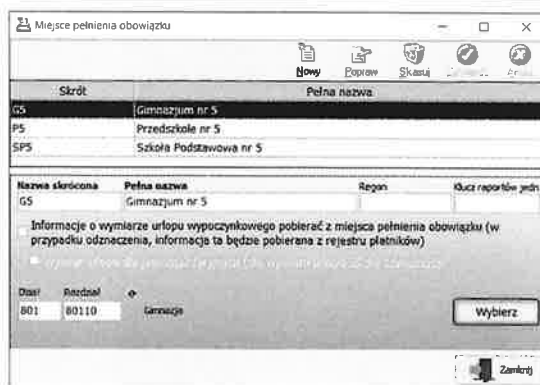 Miejsce pełnienia obowiązku
Nowy Popraw Skasuj
Skrót Pełna nazwa
G5 Gimnazjum nr 5
P5 Przedszkole nr 5
SP5 Szkoła Podstawowa nr 5
Nazwa skrócona Pełna nazwa Regon Klucz raportów jedn
G5 Gimnazjum nr 5
Informacje o wymiarze urlopu wypoczynkowego pobierać z miejsca pełnienia obowiązku (w
przypadku odznaczenia, informacja ta będzie pobierana z rejestru płatników)
Dział Rozdział
801 80110 Gimnazja
Wybierz
Zamknij